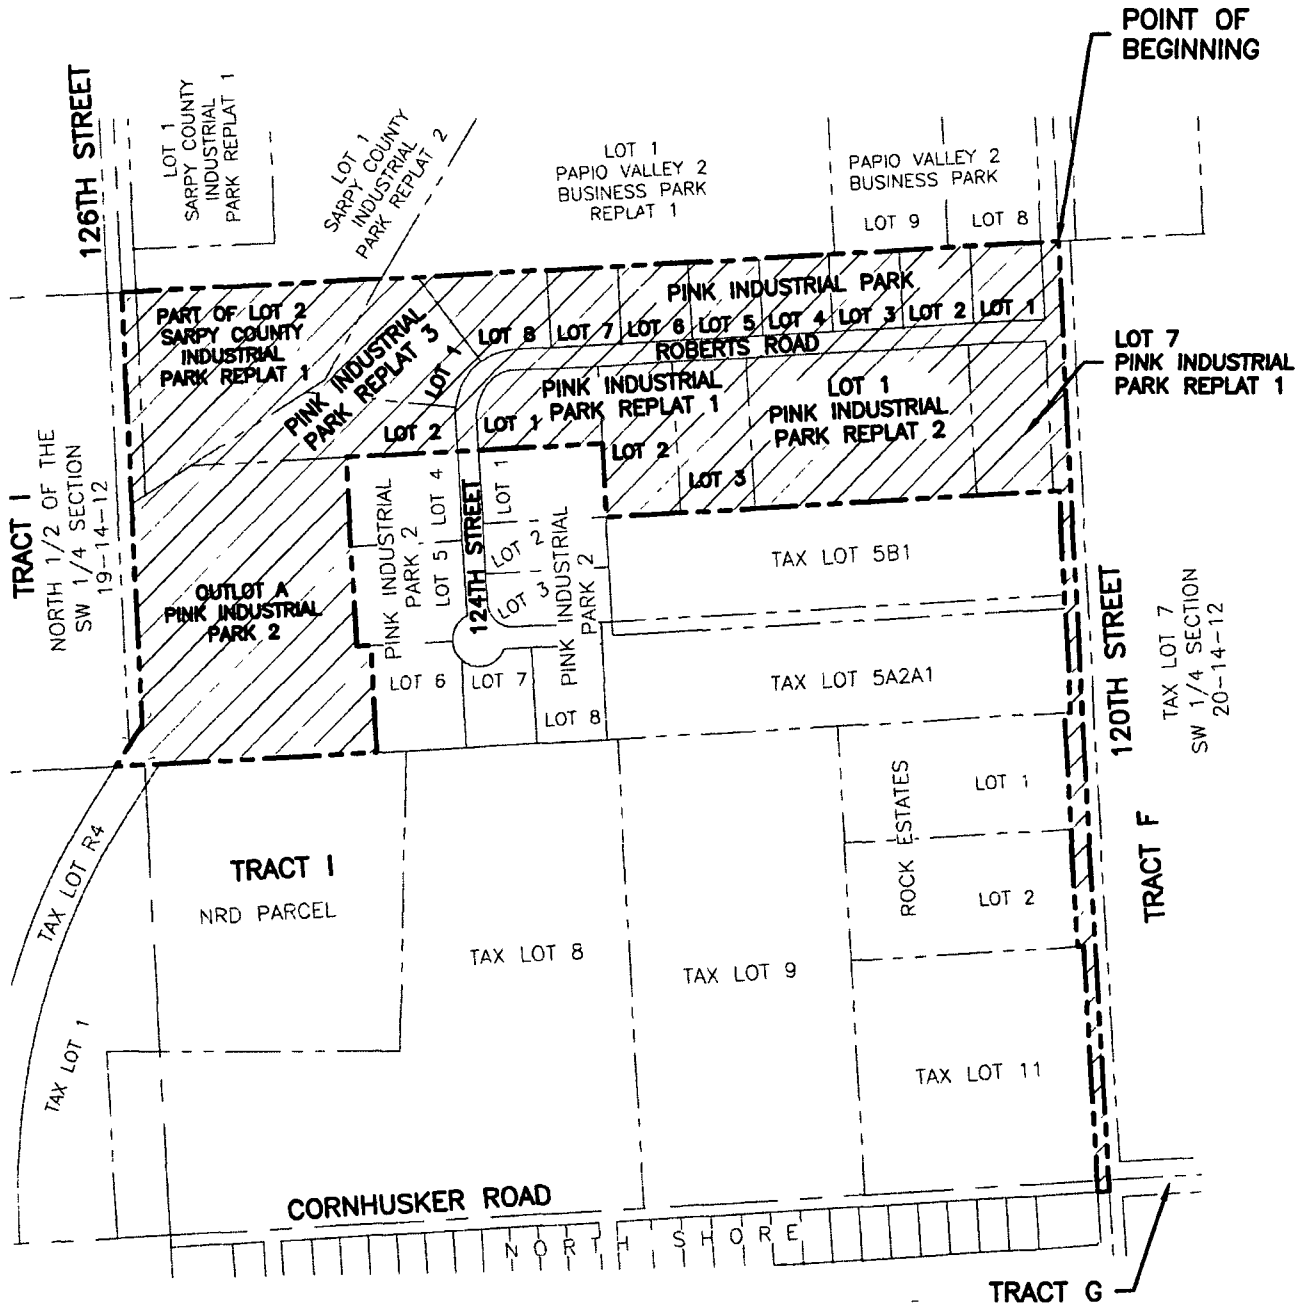 POINT OF
BEGINNING
126TH STREET
LOT 1
SARPY COUNTY
INDUSTRIAL
PARK REPLAT 1
LOT 1
SARPY COUNTY
INDUSTRIAL
PARK REPLAT 2
LOT 1
PAPIO VALLEY 2
BUSINESS PARK
REPLAT 1
PAPIO VALLEY 2
BUSINESS PARK
LOT 9
LOT 8
PART OF LOT 2
SARPY COUNTY
INDUSTRIAL
PARK REPLAT 1
PINK INDUSTRIAL
PARK REPLAT 3
LOT 1
LOT 2
PINK INDUSTRIAL PARK
LOT 8
LOT 7
LOT 6
LOT 5
LOT 4
LOT 3
LOT 2
LOT 1
ROBERTS ROAD
LOT 7
PINK INDUSTRIAL
PARK REPLAT 1
PINK INDUSTRIAL
PARK REPLAT 1
LOT 1
LOT 2
LOT 3
LOT 1
PINK INDUSTRIAL
PARK REPLAT 2
TRACT I
NORTH 1/2 OF THE
SW 1/4 SECTION
19-14-12
OUTLOT A
PINK INDUSTRIAL
PARK 2
PINK INDUSTRIAL
PARK 2
LOT 4
LOT 5
124TH STREET
LOT 1
LOT 2
LOT 3
PINK INDUSTRIAL
PARK 2
LOT 6
LOT 7
LOT 8
TAX LOT 5B1
TAX LOT 5A2A1
120TH STREET
TAX LOT 7
SW 1/4 SECTION
20-14-12
TRACT F
ROCK ESTATES
LOT 1
LOT 2
TAX LOT R4
TRACT I
NRD PARCEL
TAX LOT 8
TAX LOT 9
TAX LOT 11
TAX LOT 1
CORNHUSKER ROAD
NORTH SHORE
TRACT G